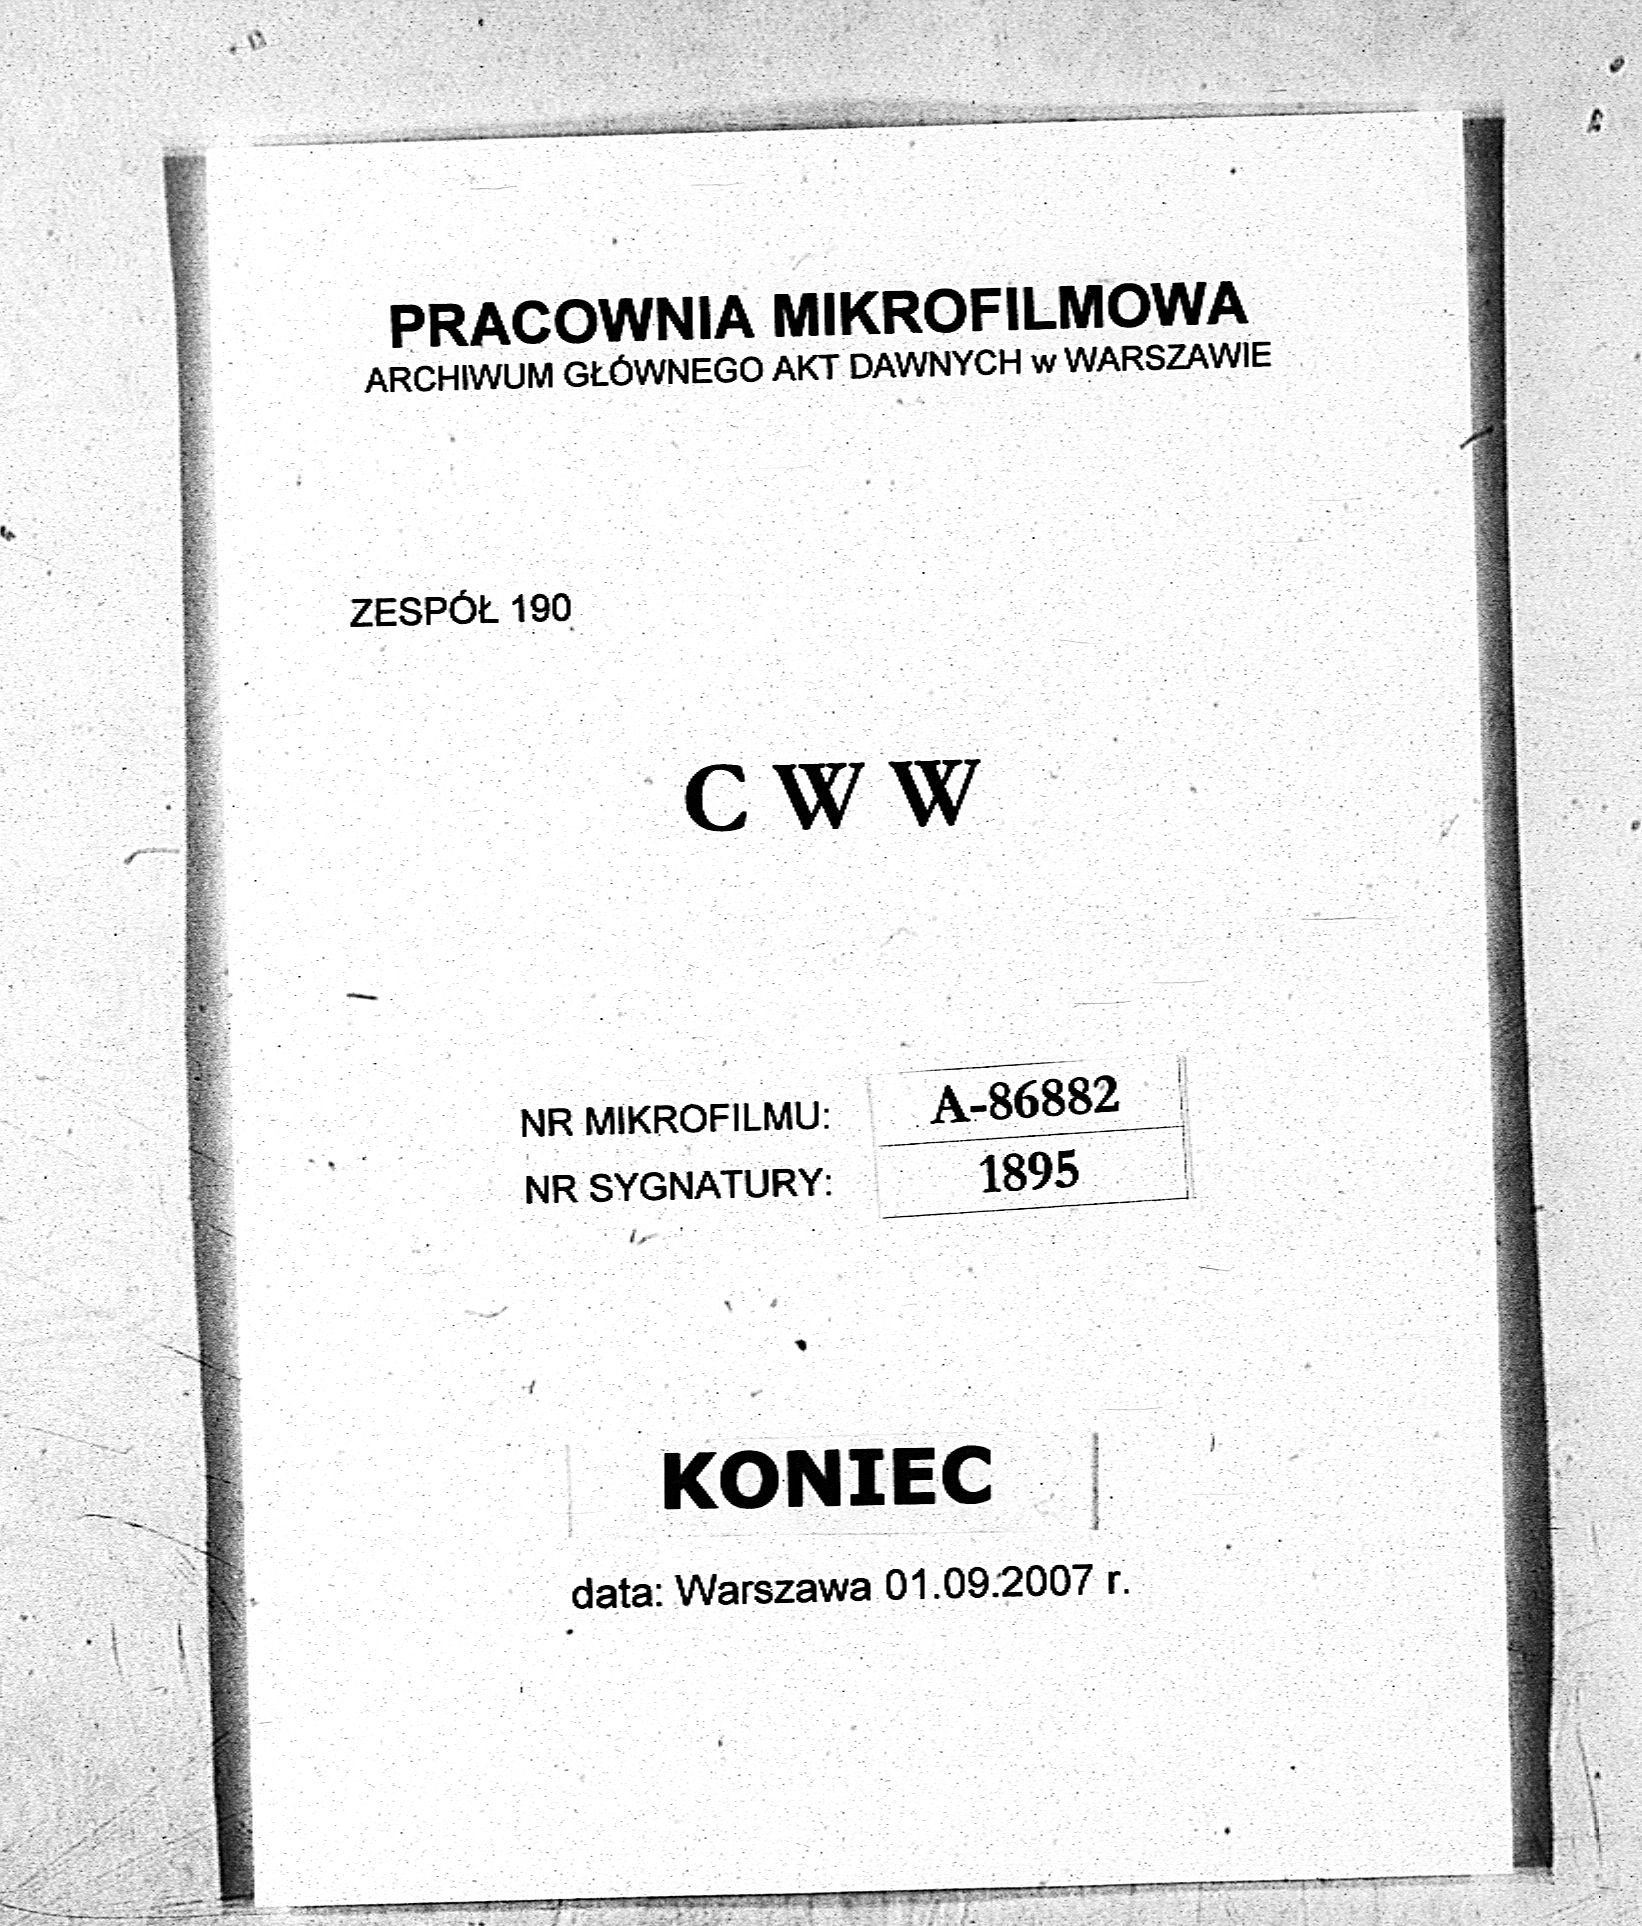 PRACOWNIA MIKROFILMOWA
ARCHIWUM GŁÓWNEGO AKT DAWNYCH w WARSZAWIE
ZESPÓŁ 190
C W W
NR MIKROFILMU: A-86882
NR SYGNATURY: 1895
KONIEC
data: Warszawa 01.09.2007 r.